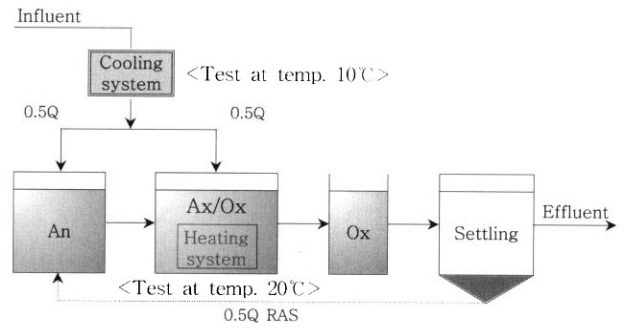 Influent
Cooling
system
<Test at temp. 10℃>
0.5Q
0.5Q
An
Ax/Ox
Heating
system
Ox
Settling
Effluent
<Test at temp. 20℃>
0.5Q RAS